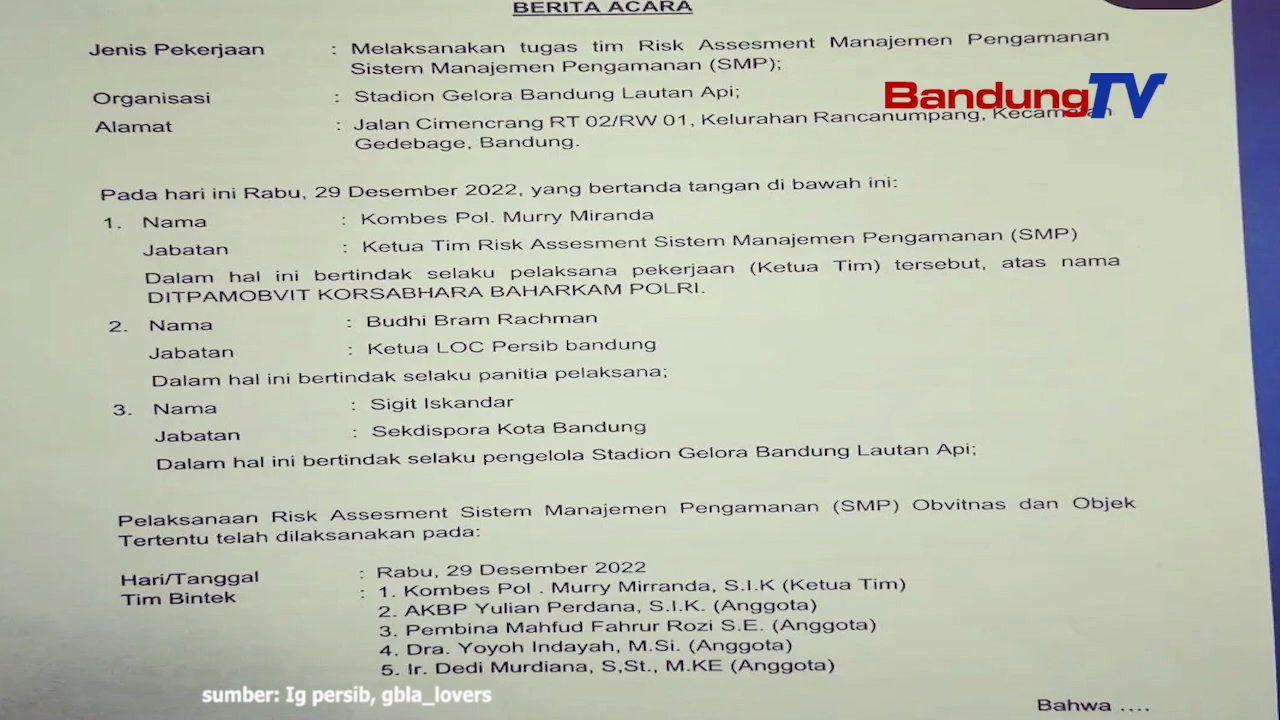 BERITA ACARA
Jenis Pekerjaan : Melaksanakan tugas tim Risk Assesment Manajemen Pengamanan
Sistem Manajemen Pengamanan (SMP);
BandungTV
Organisasi : Stadion Gelora Bandung Lautan Api;
Alamat : Jalan Cimencrang RT 02/RW 01, Kelurahan Rancanumpang, Kecamatan
Gedebage, Bandung.
Pada hari ini Rabu, 29 Desember 2022, yang bertanda tangan di bawah ini:
1. Nama : Kombes Pol. Murry Miranda
Jabatan : Ketua Tim Risk Assesment Sistem Manajemen Pengamanan (SMP)
Dalam hal ini bertindak selaku pelaksana pekerjaan (Ketua Tim) tersebut, atas nama
DITPAMOBVIT KORSABHARA BAHARKAM POLRI.
2. Nama : Budhi Bram Rachman
Jabatan : Ketua LOC Persib bandung
Dalam hal ini bertindak selaku panitia pelaksana;
3. Nama : Sigit Iskandar
Jabatan : Sekdispora Kota Bandung
Dalam hal ini bertindak selaku pengelola Stadion Gelora Bandung Lautan Api;
Pelaksanaan Risk Assesment Sistem Manajemen Pengamanan (SMP) Obvitnas dan Objek
Tertentu telah dilaksanakan pada:
Hari/Tanggal : Rabu, 29 Desember 2022
Tim Bintek : 1. Kombes Pol . Murry Mirranda, S.I.K (Ketua Tim)
2. AKBP Yulian Perdana, S.I.K. (Anggota)
3. Pembina Mahfud Fahrur Rozi S.E. (Anggota)
4. Dra. Yoyoh Indayah, M.Si. (Anggota)
5. Ir. Dedi Murdiana, S,St., M.KE (Anggota)
sumber: Ig persib, gbla_lovers
Bahwa ....